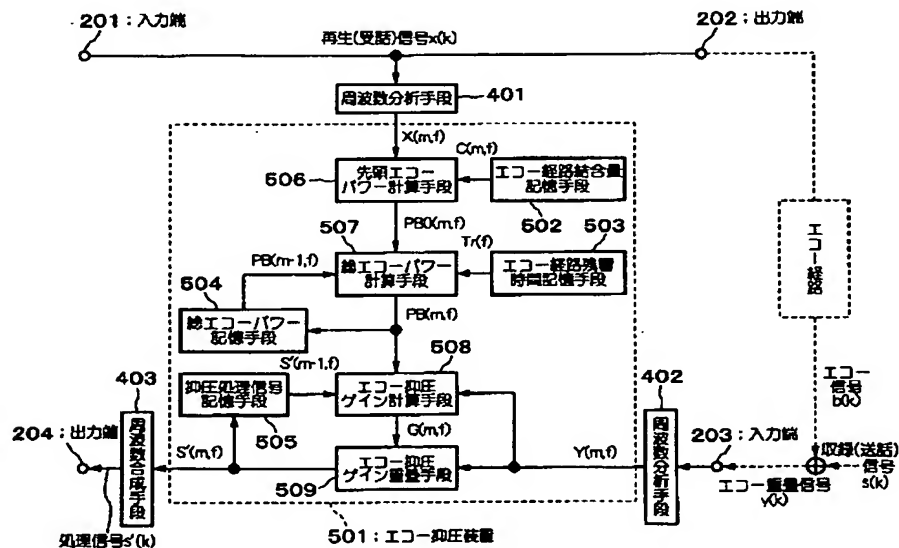 201：入力端
202；出力端
再生(受話)信号x(k)
周波数分析手段
401
X(m,f)
C(m,f)
506
先頭エコー
パワー計算手段
エコー経路結合量
記憶手段
502
507
PB0(m,f)
Tr(f)
503
PB(m-1,f)
総エコーパワー
計算手段
エコー経路残響
時間記憶手段
504
総エコーパワー
記憶手段
PB(m,f)
エコー経路
S'(m-1,f)
508
403
抑圧処理信号
記憶手段
エコー抑圧
ゲイン計算手段
402
エコー
信号
b(k)
204：出力端
周波数合成手段
505
G(m,f)
周波数分析手段
203：入力端
S'(m,f)
エコー抑圧
ゲイン重畳手段
Y(m,f)
収録(送話)
信号
s(k)
509
エコー重畳信号
y(k)
処理信号s'(k)
501：エコー抑圧装置